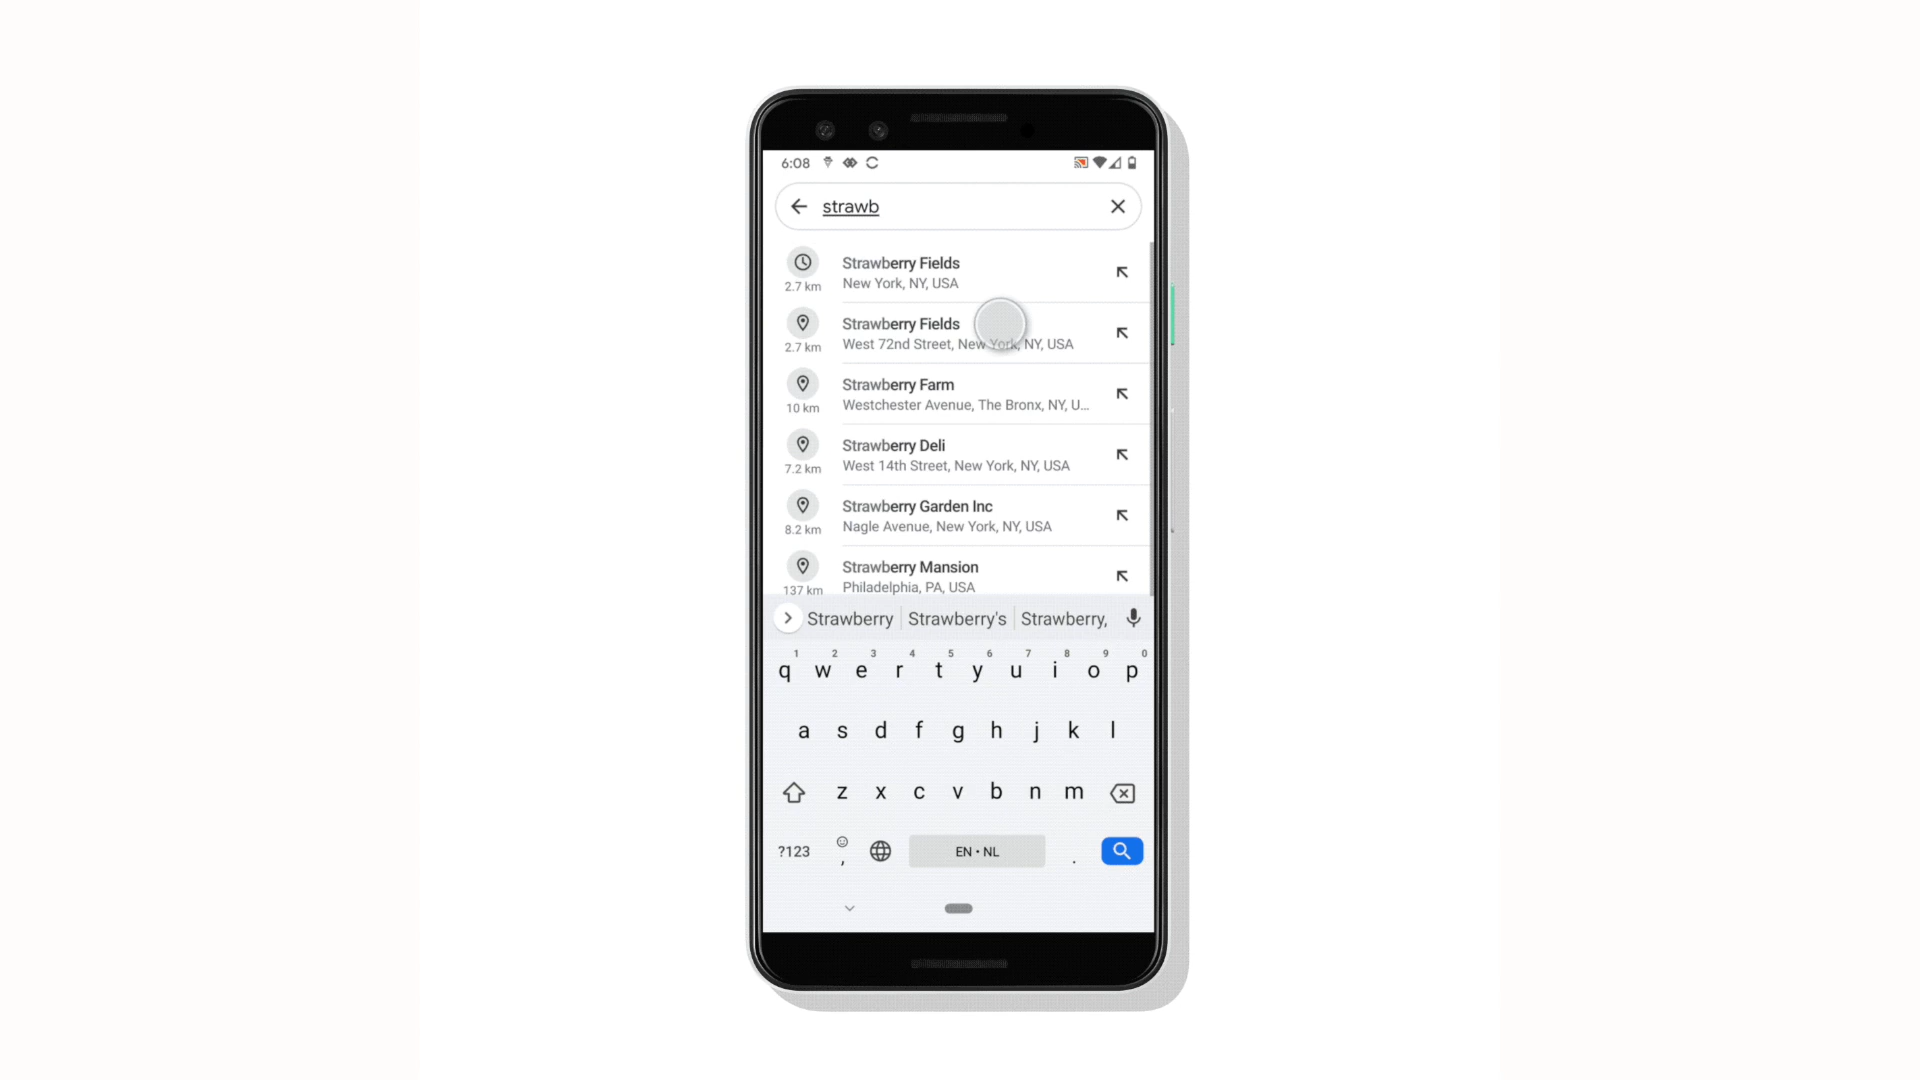 6:08
strawb
Strawberry Fields
2.7 km
New York, NY, USA
Strawberry Fields
2.7 km
West 72nd Street, New York, NY, USA
Strawberry Farm
10 km
Westchester Avenue, The Bronx, NY, U...
Strawberry Deli
7.2 km
West 14th Street, New York, NY, USA
Strawberry Garden Inc
8.2 km
Nagle Avenue, New York, NY, USA
Strawberry Mansion
137 km
Philadelphia, PA, USA
Strawberry Strawberry's Strawberry,
1 2 3 4 5 6 7 8 9 0
q w e r t y u i o p
a s d f g h j k l
z x c v b n m
?123 , EN • NL .